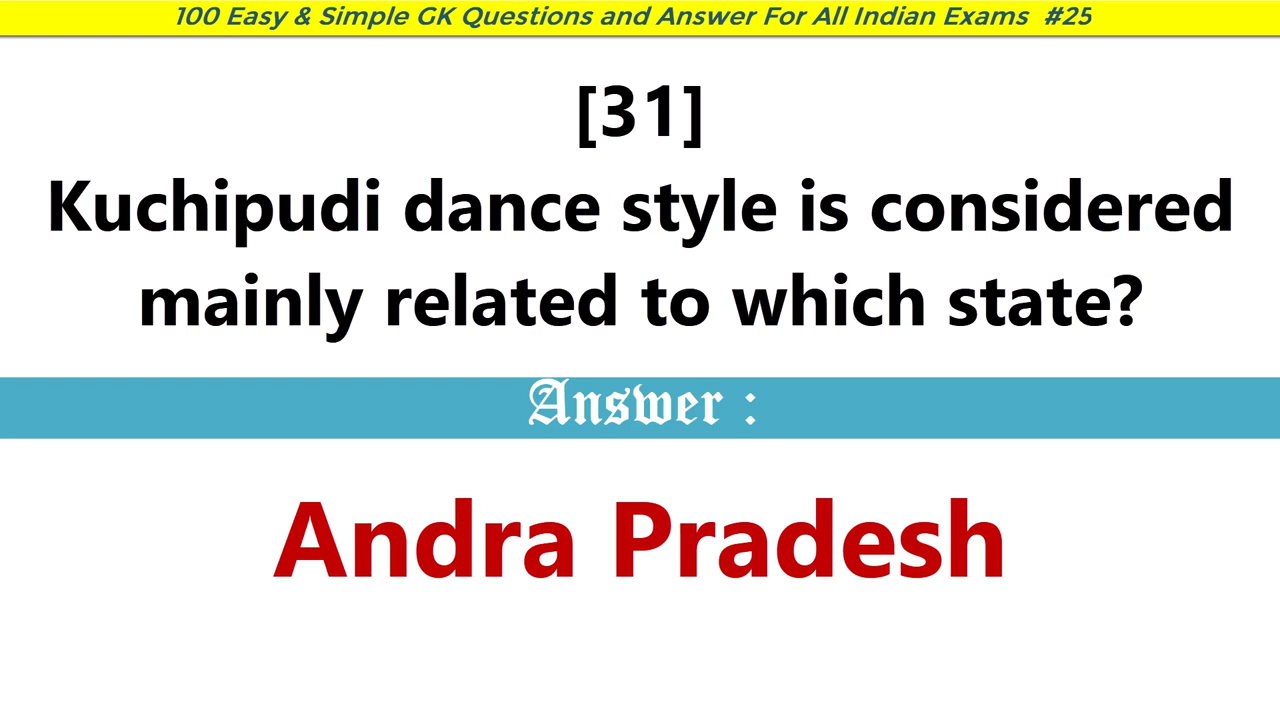 100 Easy & Simple GK Questions and Answer For All Indian Exams #25
[31]
Kuchipudi dance style is considered
mainly related to which state?
Answer :
Andra Pradesh